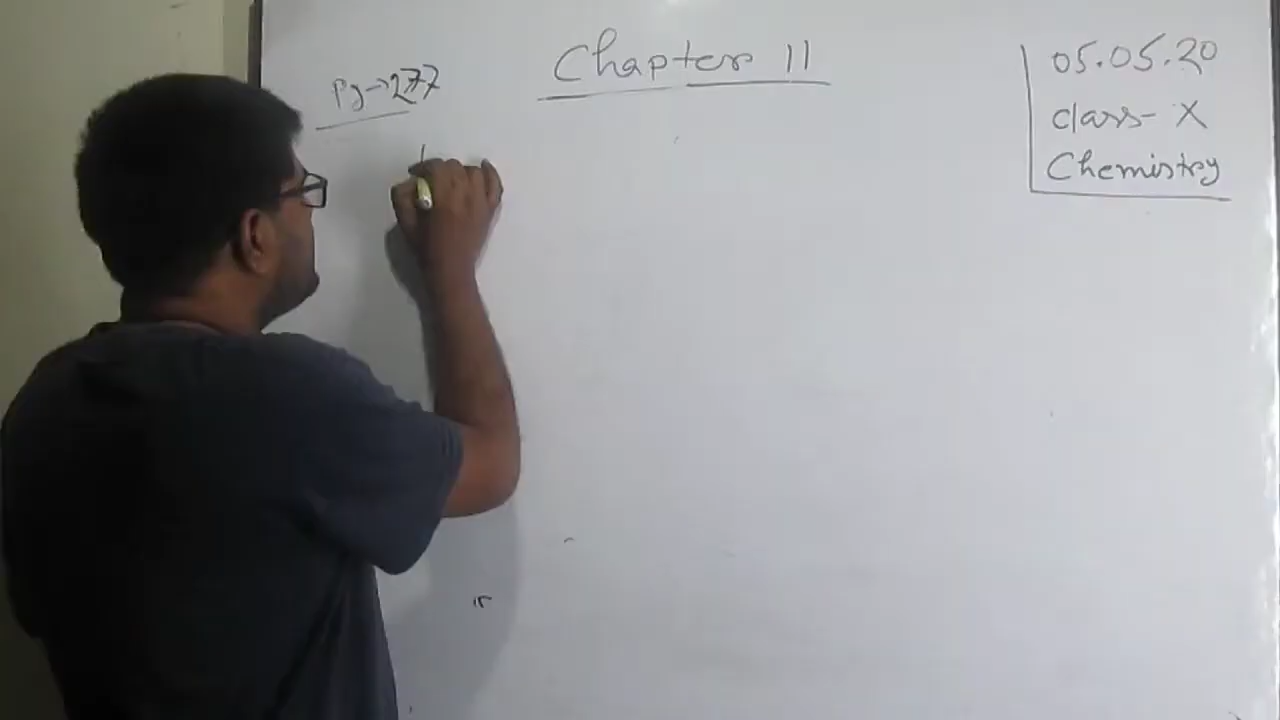 Chapter 11
Pg→277
05.05.20
class- X
Chemistry